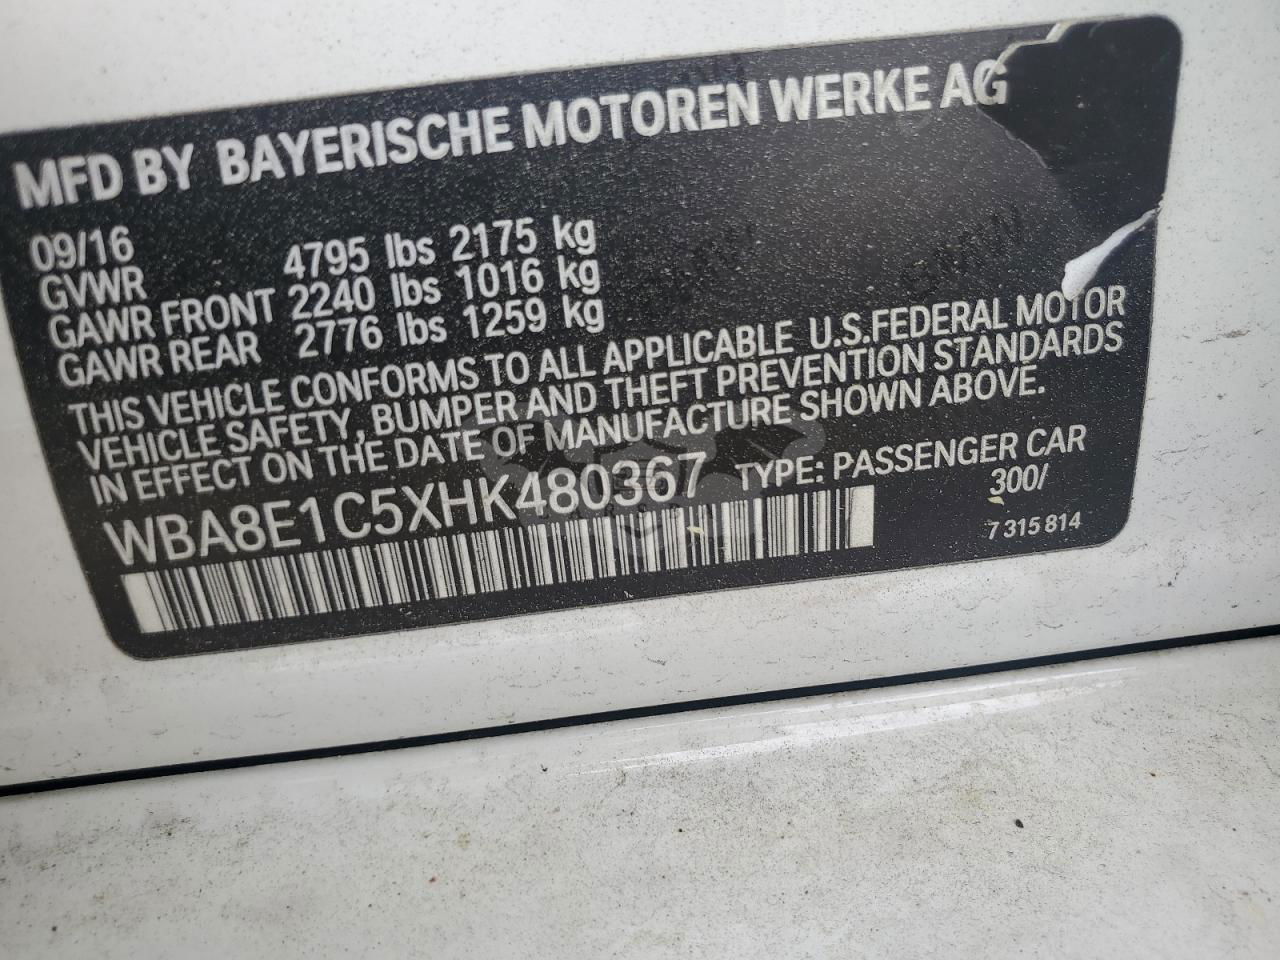 MFD BY BAYERISCHE MOTOREN WERKE AG
09/16
GVWR 4795 lbs 2175 kg
GAWR FRONT 2240 lbs 1016 kg
GAWR REAR 2776 lbs 1259 kg
THIS VEHICLE CONFORMS TO ALL APPLICABLE U.S.FEDERAL MOTOR
VEHICLE SAFETY, BUMPER AND THEFT PREVENTION STANDARDS
IN EFFECT ON THE DATE OF MANUFACTURE SHOWN ABOVE.
WBA8E1C5XHK480367 TYPE: PASSENGER CAR
300/
7 315 814